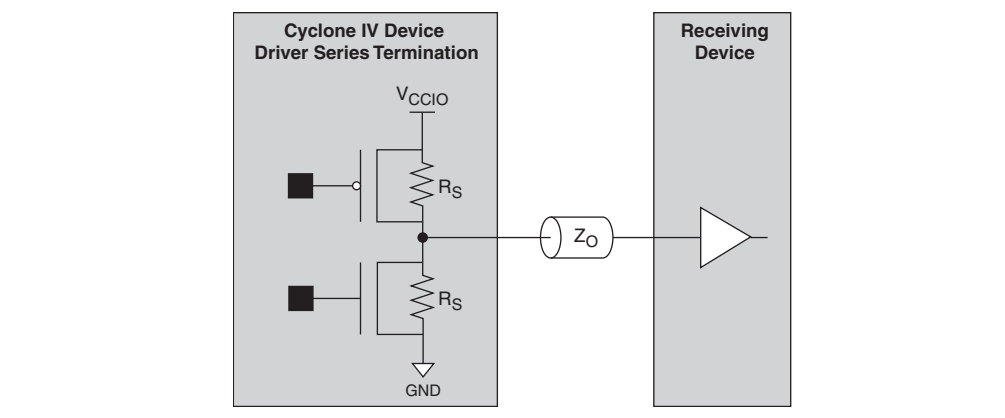 Cyclone IV Device
Driver Series Termination
Receiving
Device
VCCIO
RS
ZO
RS
GND